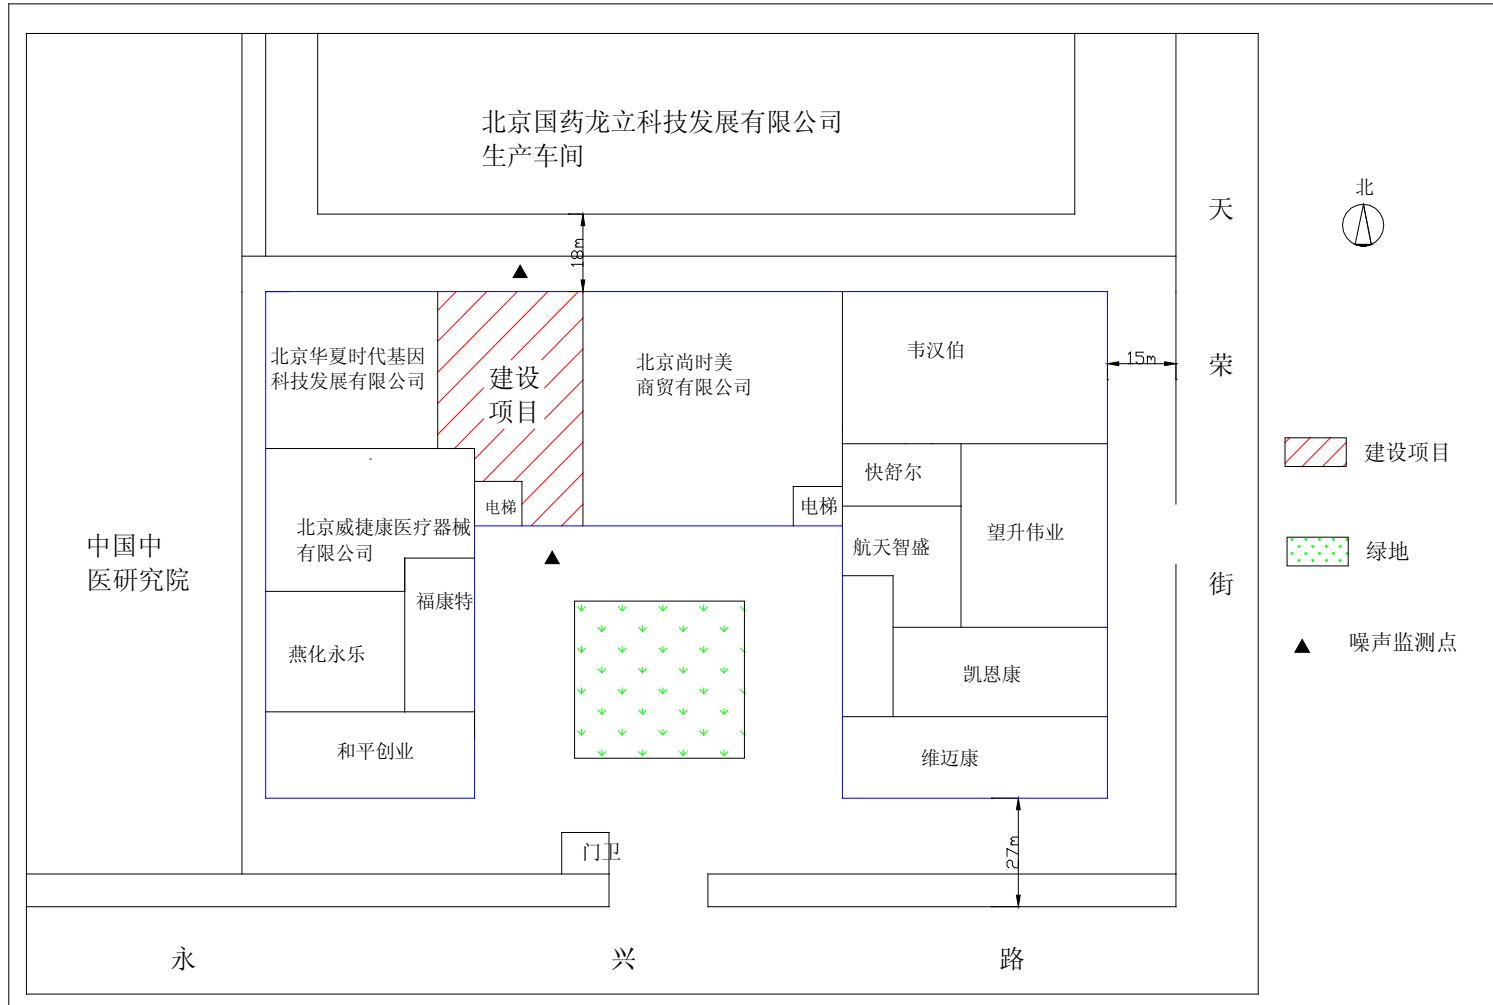 北京国药龙立科技发展有限公司
生产车间
北
天
荣
街
18m
15m
北京华夏时代基因
科技发展有限公司
建设
项目
北京尚时美
商贸有限公司
韦汉伯
建设项目
快舒尔
电梯
电梯
北京威捷康医疗器械
有限公司
航天智盛
望升伟业
中国中
医研究院
绿地
福康特
燕化永乐
凯恩康
噪声监测点
和平创业
维迈康
门卫
27m
永
兴
路